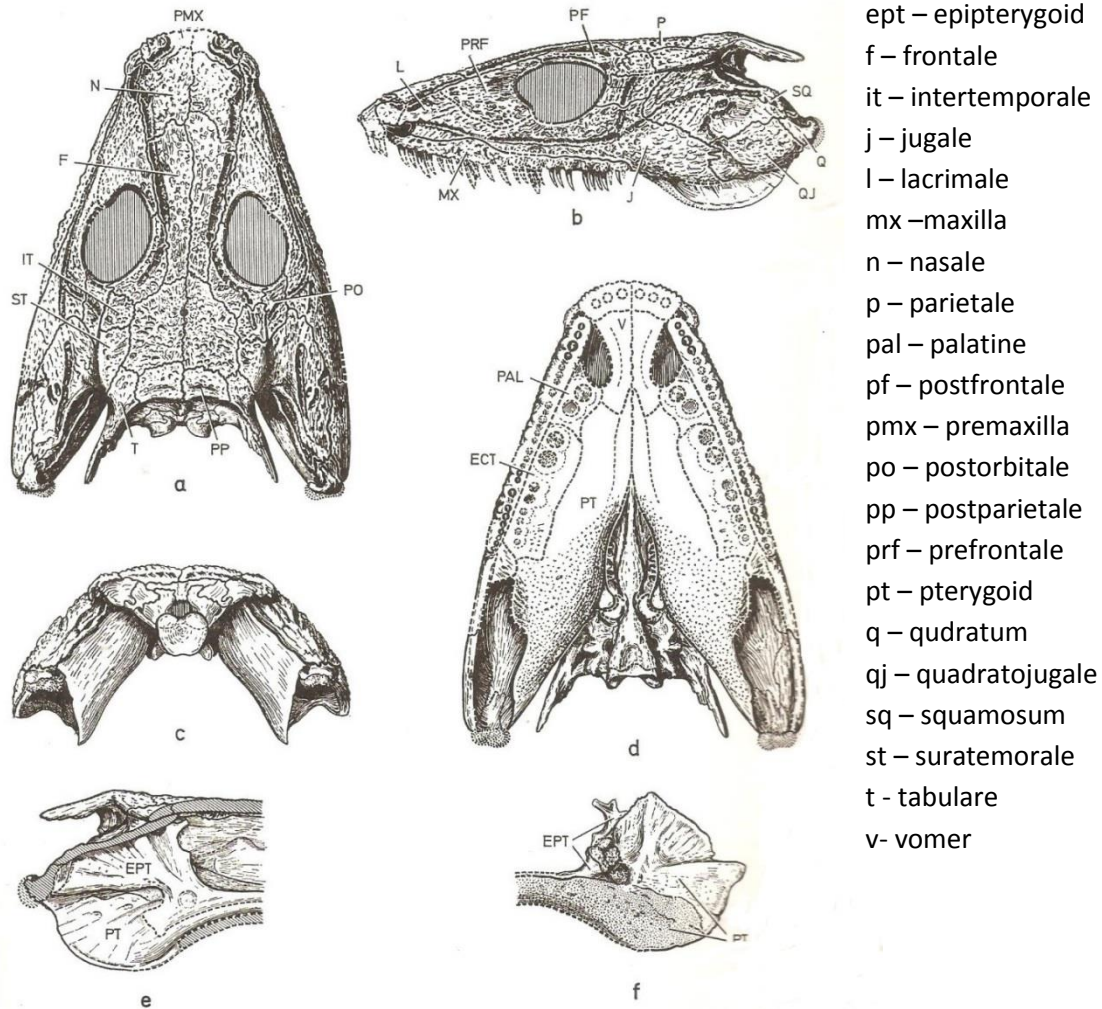 PMX
N
F
IT
ST
PO
T
PP
a
PF
P
PRF
L
SQ
Q
MX
J
QJ
b
c
V
PAL
ECT
PT
d
EPT
PT
e
EPT
PT
f
ept – epipterygoid
f – frontale
it – intertemporale
j – jugale
l – lacrimale
mx –maxilla
n – nasale
p – parietale
pal – palatine
pf – postfrontale
pmx – premaxilla
po – postorbitale
pp – postparietale
prf – prefrontale
pt – pterygoid
q – qudratum
qj – quadratojugale
sq – squamosum
st – suratemorale
t - tabulare
v- vomer